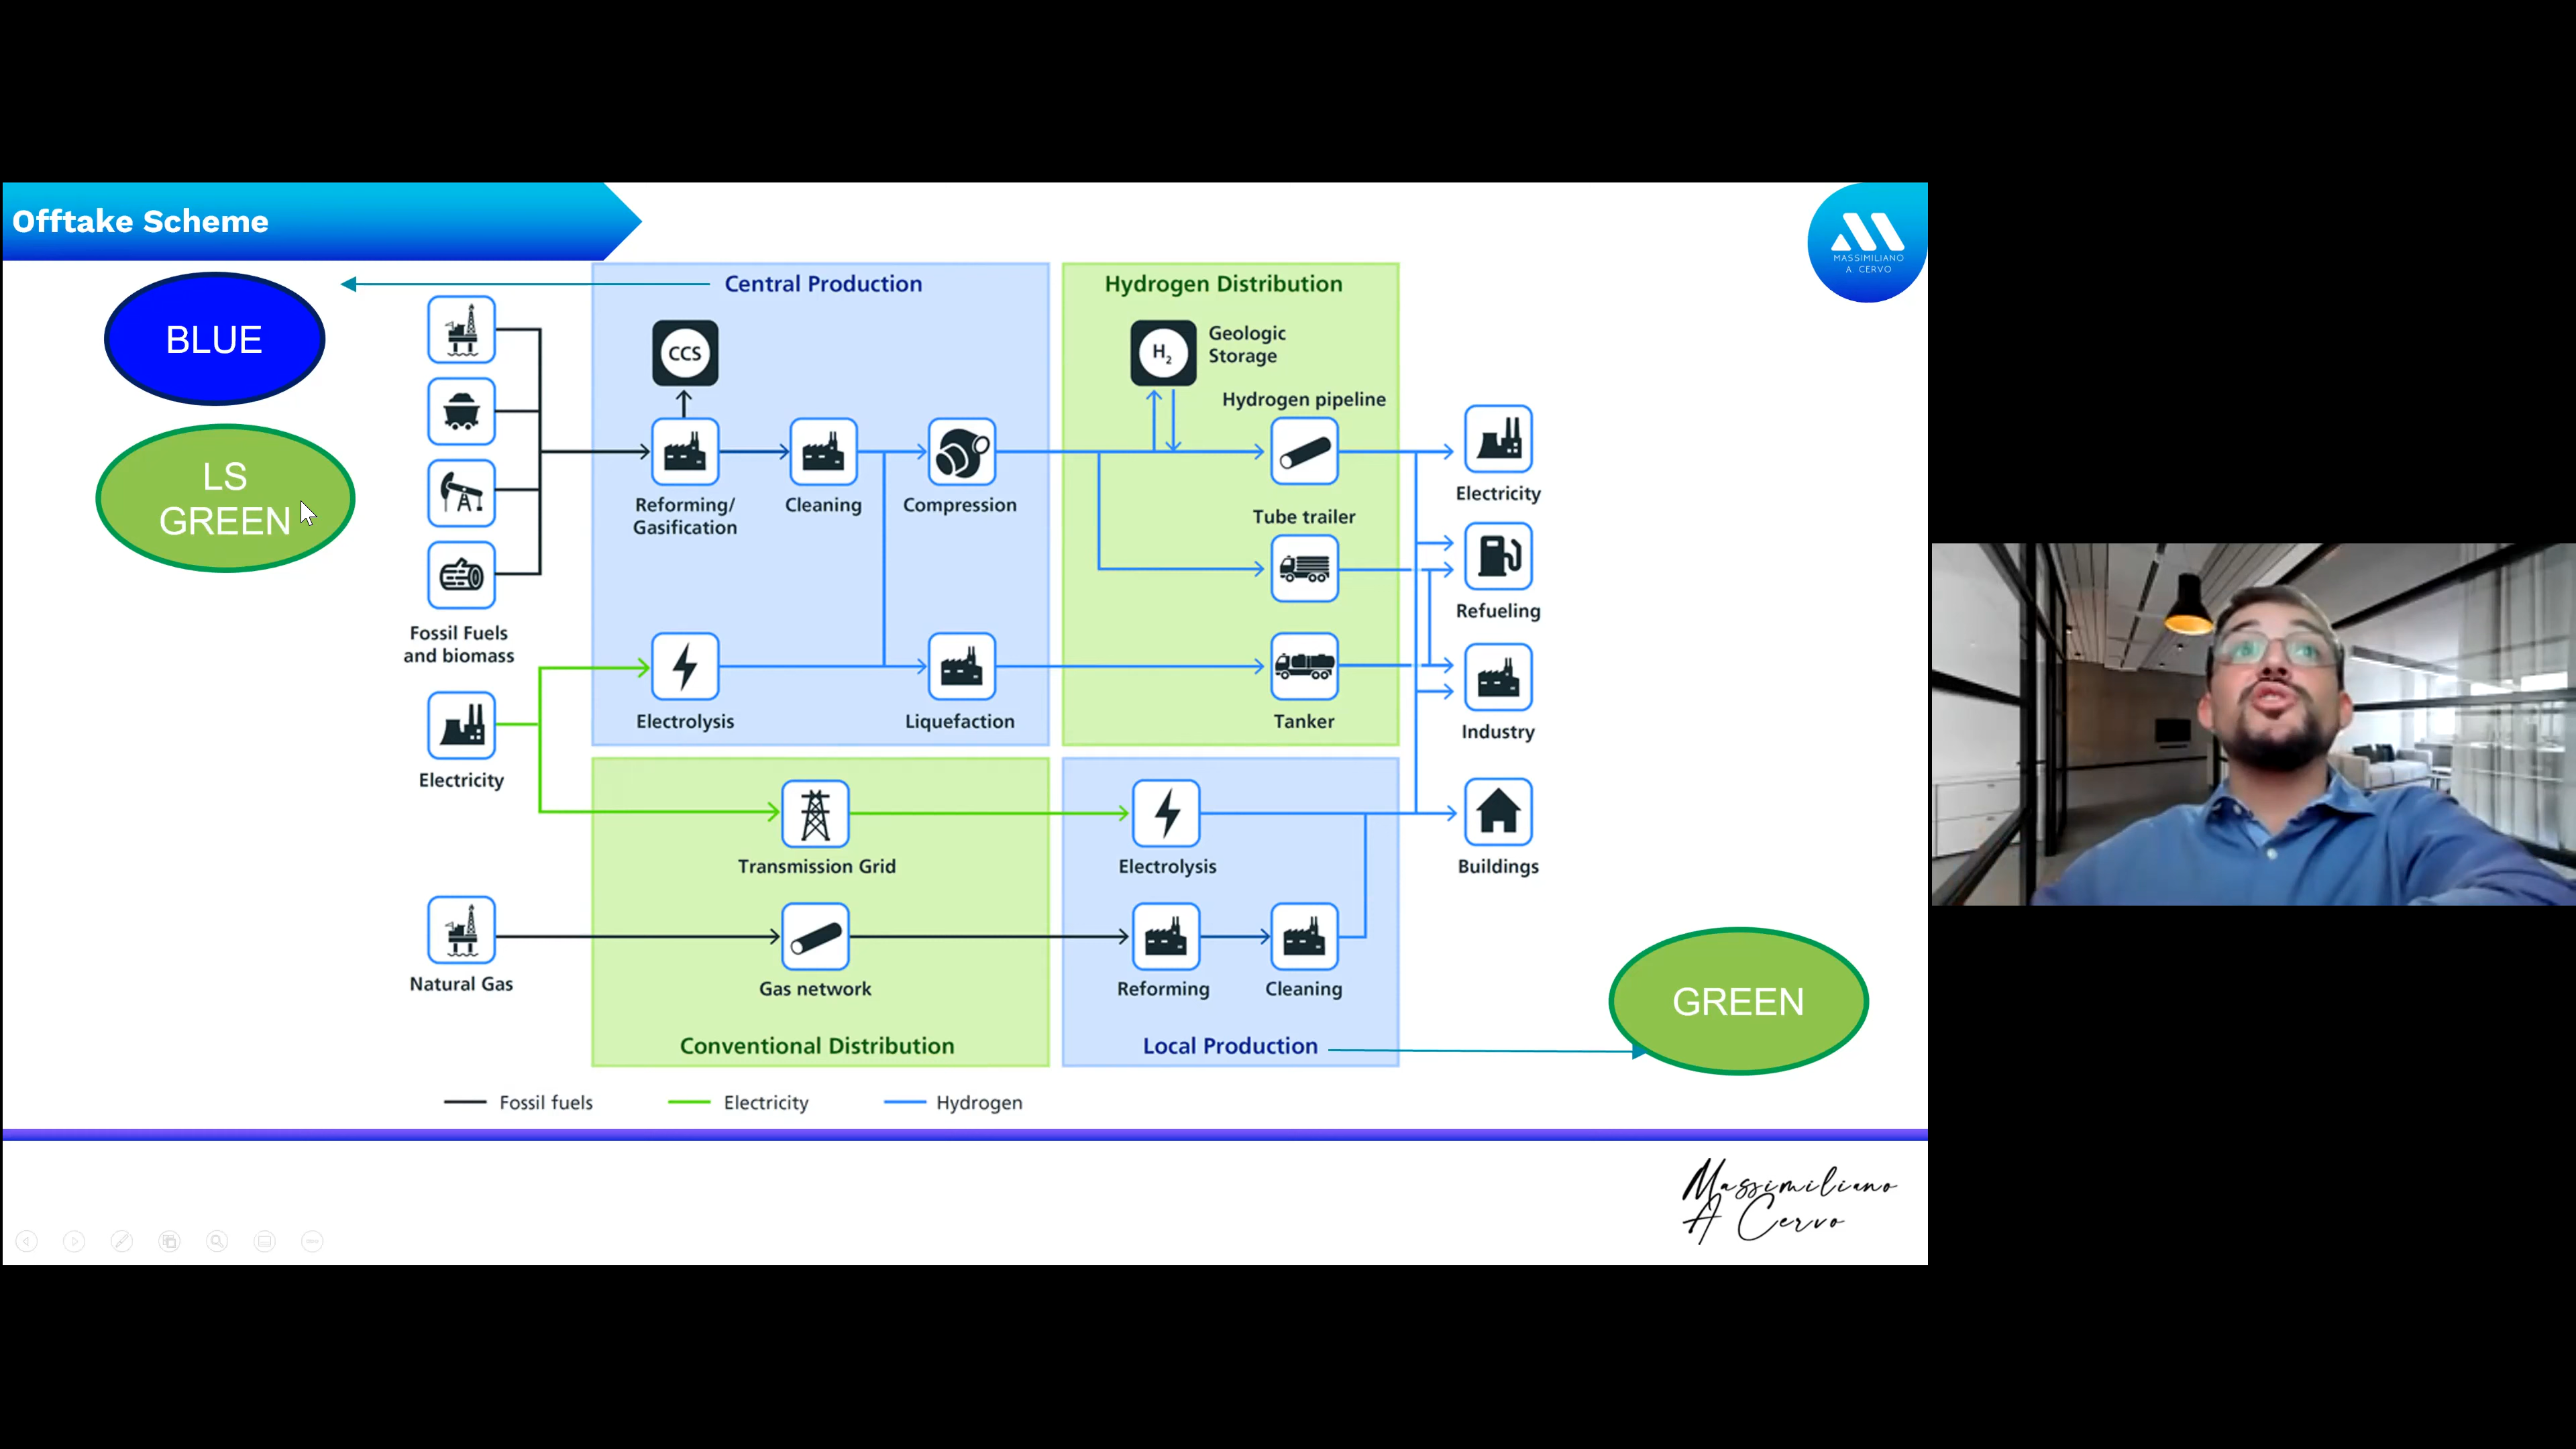 Offtake Scheme
MASSIMILIANO
A. CERVO
BLUE
LS
GREEN
Central Production
Hydrogen Distribution
CCS
H2
Geologic
Storage
Hydrogen pipeline
Reforming/
Gasification
Cleaning
Compression
Tube trailer
Electricity
Refueling
Fossil Fuels
and biomass
Electrolysis
Liquefaction
Tanker
Industry
Electricity
Transmission Grid
Electrolysis
Buildings
Natural Gas
Gas network
Reforming
Cleaning
GREEN
Conventional Distribution
Local Production
Fossil fuels
Electricity
Hydrogen
Massimiliano
A Cervo